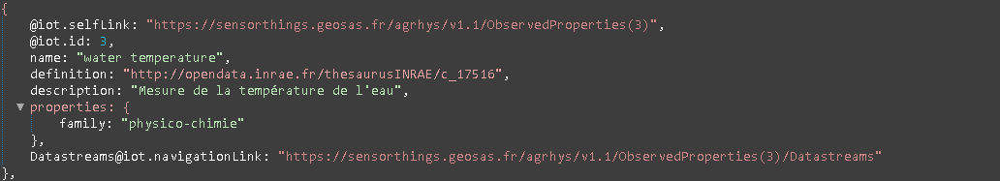 {
@iot.selfLink: "https://sensorthings.geosas.fr/agrhys/v1.1/ObservedProperties(3)",
@iot.id: 3,
name: "water temperature",
definition: "http://opendata.inrae.fr/thesaurusINRAE/c_17516",
description: "Mesure de la température de l'eau",
▼ properties: {
family: "physico-chimie"
},
Datastreams@iot.navigationLink: "https://sensorthings.geosas.fr/agrhys/v1.1/ObservedProperties(3)/Datastreams"
},